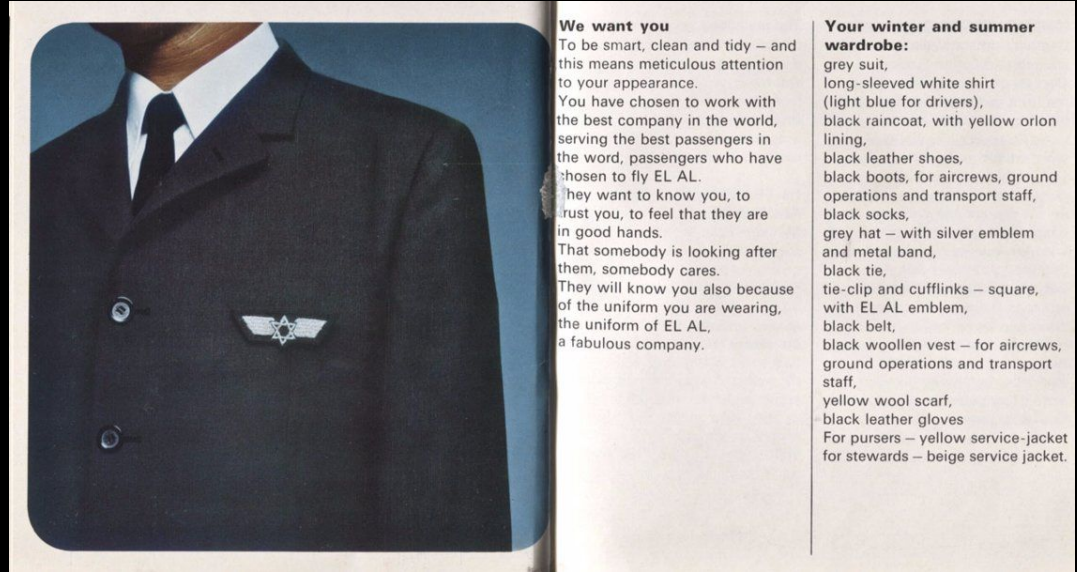 We want you
To be smart, clean and tidy – and
this means meticulous attention
to your appearance.
You have chosen to work with
the best company in the world,
serving the best passengers in
the word, passengers who have
chosen to fly EL AL.
They want to know you, to
trust you, to feel that they are
in good hands.
That somebody is looking after
them, somebody cares.
They will know you also because
of the uniform you are wearing,
the uniform of EL AL,
a fabulous company.
Your winter and summer
wardrobe:
grey suit,
long-sleeved white shirt
(light blue for drivers),
black raincoat, with yellow orlon
lining,
black leather shoes,
black boots, for aircrews, ground
operations and transport staff,
black socks,
grey hat – with silver emblem
and metal band,
black tie,
tie-clip and cufflinks – square,
with EL AL emblem,
black belt,
black woollen vest – for aircrews,
ground operations and transport
staff,
yellow wool scarf,
black leather gloves
For pursers – yellow service-jacket
for stewards – beige service jacket.